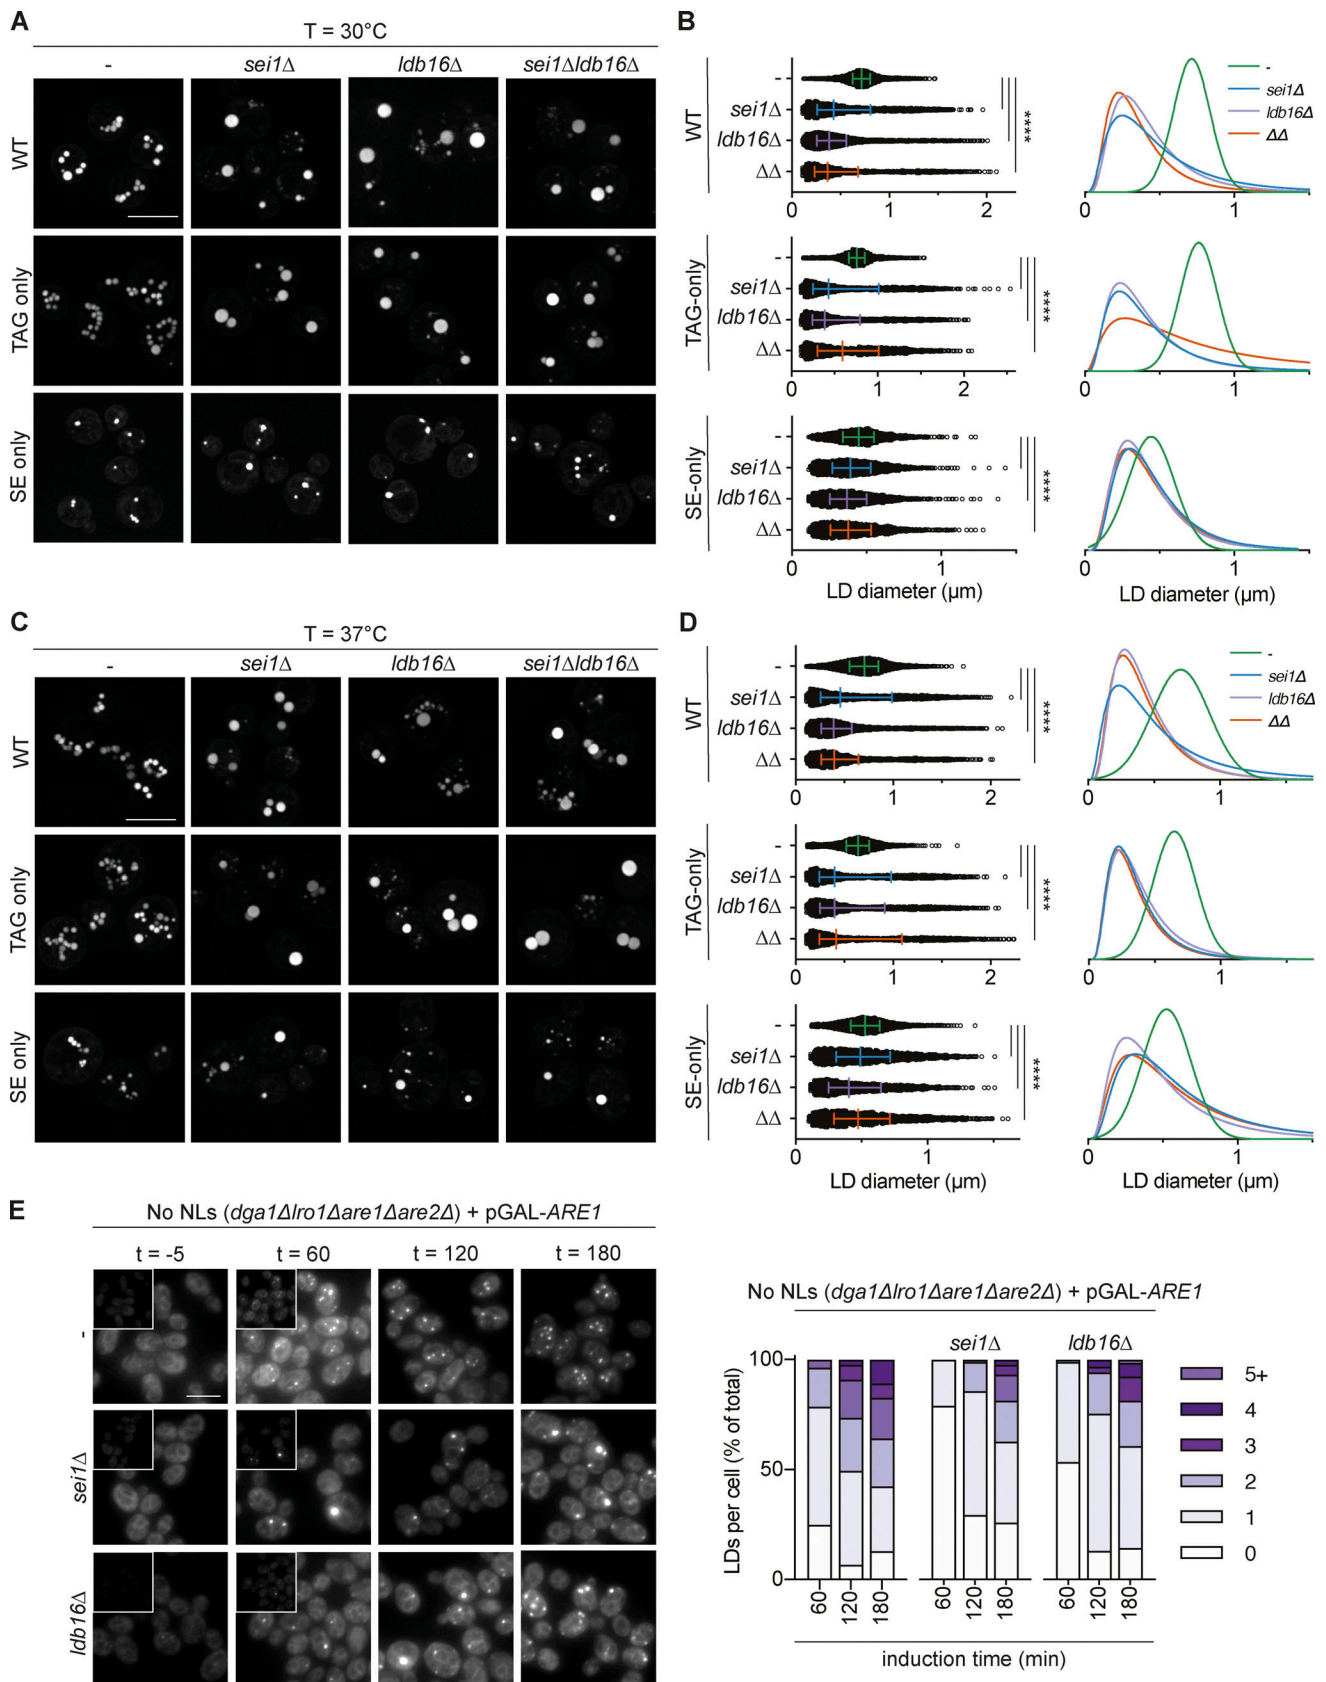 A
T = 30°C
- sei1Δ ldb16Δ sei1Δldb16Δ
WT
TAG only
SE only
B
WT
-
sei1Δ
ldb16Δ
ΔΔ
****
0 1 2
0 1
-
sei1Δ
ldb16Δ
ΔΔ
TAG-only
-
sei1Δ
ldb16Δ
ΔΔ
****
0 1 2
0 1
SE-only
-
sei1Δ
ldb16Δ
ΔΔ
****
0 1
0 1
LD diameter (µm)
LD diameter (µm)
C
T = 37°C
- sei1Δ ldb16Δ sei1Δldb16Δ
WT
TAG only
SE only
D
WT
-
sei1Δ
ldb16Δ
ΔΔ
****
0 1 2
0 1
-
sei1Δ
ldb16Δ
ΔΔ
TAG-only
-
sei1Δ
ldb16Δ
ΔΔ
****
0 1 2
0 1
SE-only
-
sei1Δ
ldb16Δ
ΔΔ
****
0 1
0 1
LD diameter (µm)
LD diameter (µm)
E
No NLs (dga1Δlro1Δare1Δare2Δ) + pGAL-ARE1
t = -5 t = 60 t = 120 t = 180
-
sei1Δ
ldb16Δ
No NLs (dga1Δlro1Δare1Δare2Δ) + pGAL-ARE1
sei1Δ ldb16Δ
LDs per cell (% of total)
100
50
0
60 120 180 60 120 180 60 120 180
induction time (min)
5+
4
3
2
1
0